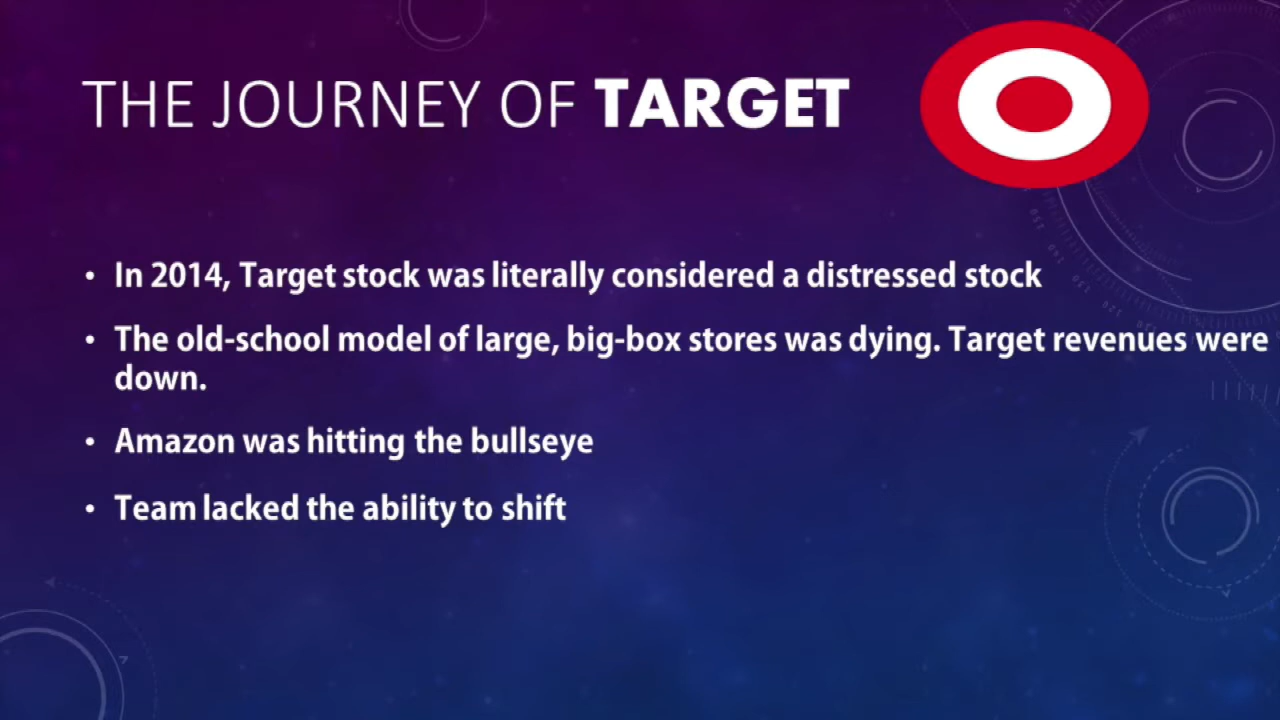 THE JOURNEY OF TARGET
• In 2014, Target stock was literally considered a distressed stock
• The old-school model of large, big-box stores was dying. Target revenues were
down.
• Amazon was hitting the bullseye
• Team lacked the ability to shift